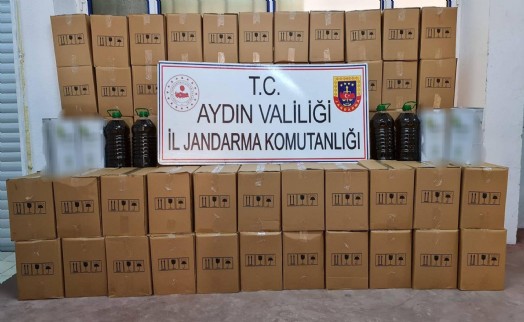 T.C.
AYDIN VALİLİĞİ
İL JANDARMA KOMUTANLIĞI